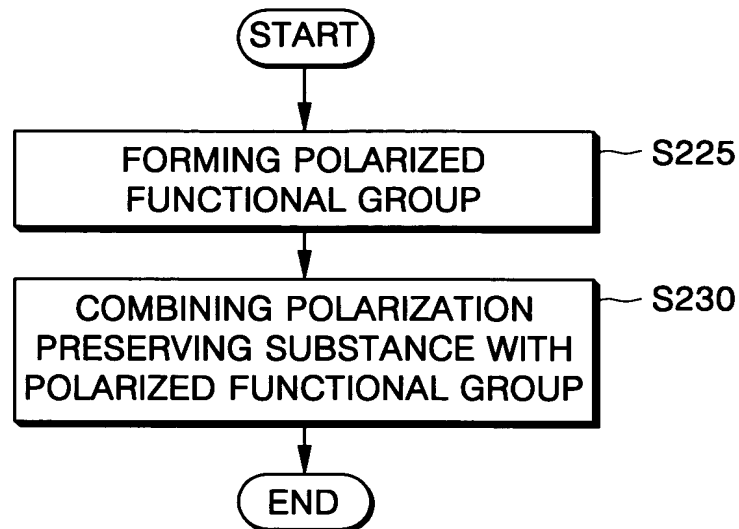 START
FORMING POLARIZED
FUNCTIONAL GROUP
S225
COMBINING POLARIZATION
PRESERVING SUBSTANCE WITH
POLARIZED FUNCTIONAL GROUP
S230
END